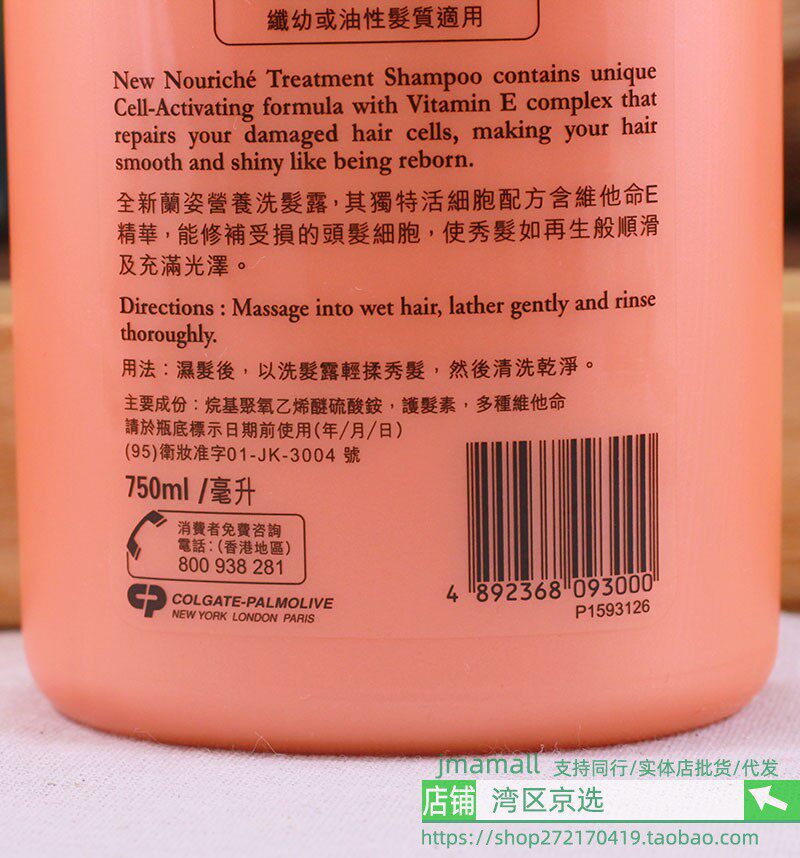 纖幼或油性髮質適用
New Nouriché Treatment Shampoo contains unique
Cell-Activating formula with Vitamin E complex that
repairs your damaged hair cells, making your hair
smooth and shiny like being reborn.
全新蘭姿營養洗髮露，其獨特活細胞配方含維他命E
精華，能修補受損的頭髮細胞，使秀髮如再生般順滑
及充滿光澤。
Directions : Massage into wet hair, lather gently and rinse
thoroughly.
用法：濕髮後，以洗髮露輕揉秀髮，然後清洗乾淨。
主要成份：烷基聚氧乙烯醚硫酸銨，護髮素，多種維他命
請於瓶底標示日期前使用(年/月/日)
(95)衛妝准字01-JK-3004 號
750ml /毫升
消費者免費咨詢
電話：(香港地區)
800 938 281
CP COLGATE-PALMOLIVE
NEW YORK LONDON PARIS
4 892368 093000
P1593126
jmamall 支持同行/实体店批货/代发
店铺 湾区京选
https://shop272170419.taobao.com